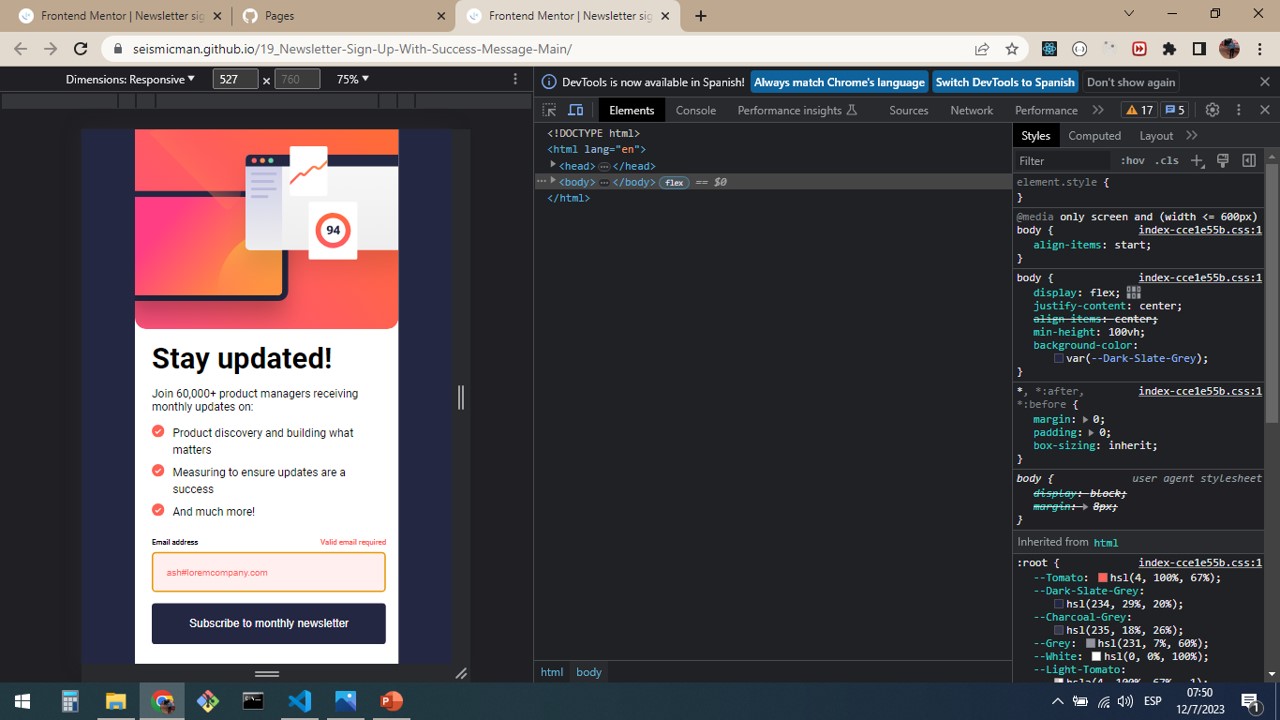 Frontend Mentor | Newsletter sig
Pages
Frontend Mentor | Newsletter sig
seismicman.github.io/19_Newsletter-Sign-Up-With-Success-Message-Main/
Dimensions: Responsive
527
×
760
75%
DevTools is now available in Spanish!
Always match Chrome's language
Switch DevTools to Spanish
Don't show again
Elements
Console
Performance insights
Sources
Network
Performance
17
5
94
Stay updated!
Join 60,000+ product managers receiving
monthly updates on:
Product discovery and building what
matters
Measuring to ensure updates are a
success
And much more!
Email address
Valid email required
ash#loremcompany.com
Subscribe to monthly newsletter
<!DOCTYPE html>
<html lang="en">
<head>…</head>
<body>…</body> flex == $0
</html>
html
body
Styles
Computed
Layout
Filter
:hov
.cls
element.style {
}
@media only screen and (width <= 600px)
body { index-cce1e55b.css:1
align-items: start;
}
body { index-cce1e55b.css:1
display: flex;
justify-content: center;
align-items: center;
min-height: 100vh;
background-color:
var(--Dark-Slate-Grey);
}
*, *:after, index-cce1e55b.css:1
*:before {
margin: 0;
padding: 0;
box-sizing: inherit;
}
body { user agent stylesheet
display: block;
margin: 8px;
}
Inherited from html
:root { index-cce1e55b.css:1
--Tomato: hsl(4, 100%, 67%);
--Dark-Slate-Grey:
hsl(234, 29%, 20%);
--Charcoal-Grey:
hsl(235, 18%, 26%);
--Grey: hsl(231, 7%, 60%);
--White: hsl(0, 0%, 100%);
--Light-Tomato:
ESP
07:50
12/7/2023
1